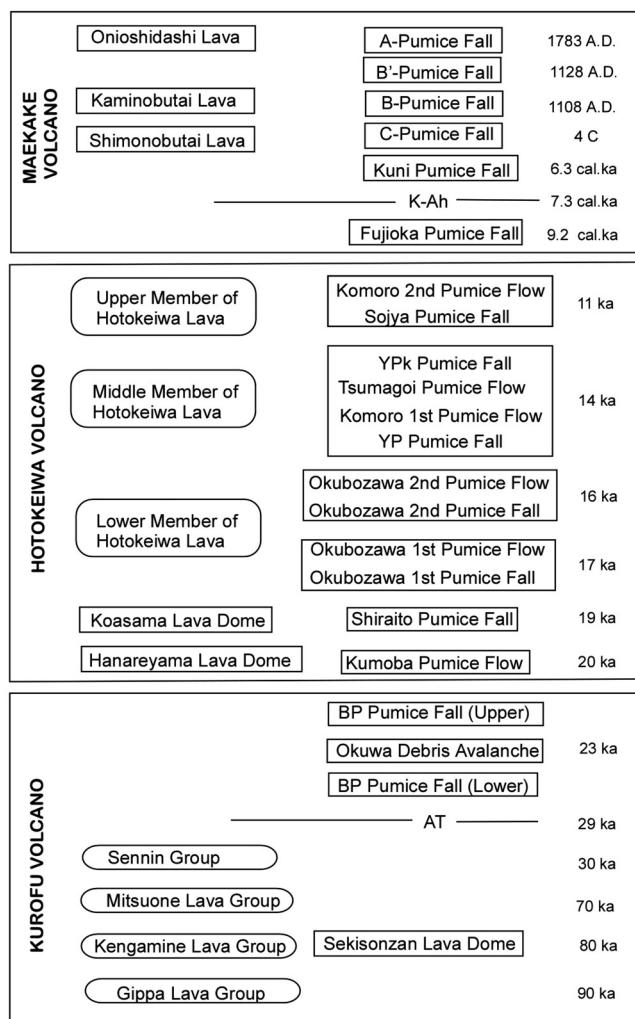 MAEKAKE
VOLCANO
Onioshidashi Lava
A-Pumice Fall
1783 A.D.
B’-Pumice Fall
1128 A.D.
Kaminobutai Lava
B-Pumice Fall
1108 A.D.
Shimonobutai Lava
C-Pumice Fall
4 C
Kuni Pumice Fall
6.3 cal.ka
K-Ah
7.3 cal.ka
Fujioka Pumice Fall
9.2 cal.ka
HOTOKEIWA VOLCANO
Upper Member of
Hotokeiwa Lava
Komoro 2nd Pumice Flow
Sojya Pumice Fall
11 ka
Middle Member of
Hotokeiwa Lava
YPk Pumice Fall
Tsumagoi Pumice Flow
Komoro 1st Pumice Flow
YP Pumice Fall
14 ka
Lower Member of
Hotokeiwa Lava
Okubozawa 2nd Pumice Flow
Okubozawa 2nd Pumice Fall
16 ka
Okubozawa 1st Pumice Flow
Okubozawa 1st Pumice Fall
17 ka
Koasama Lava Dome
Shiraito Pumice Fall
19 ka
Hanareyama Lava Dome
Kumoba Pumice Flow
20 ka
KUROFU VOLCANO
BP Pumice Fall (Upper)
Okuwa Debris Avalanche
23 ka
BP Pumice Fall (Lower)
AT
29 ka
Sennin Group
30 ka
Mitsuone Lava Group
70 ka
Kengamine Lava Group
Sekisonzan Lava Dome
80 ka
Gippa Lava Group
90 ka